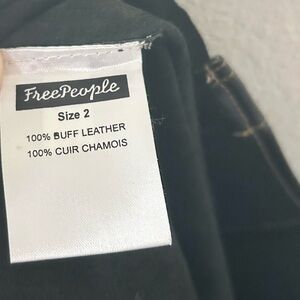 FreePeople
Size 2
100% BUFF LEATHER
100% CUIR CHAMOIS